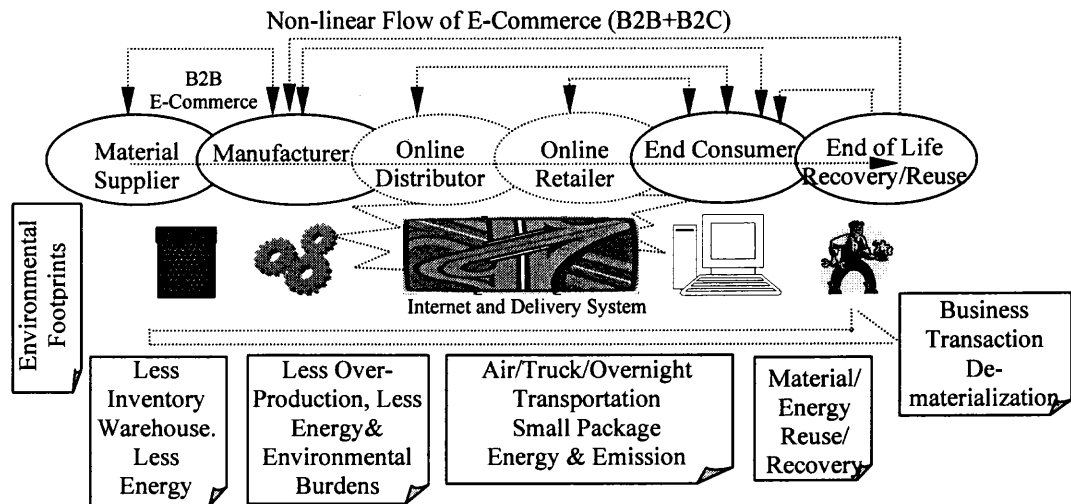 Non-linear Flow of E-Commerce (B2B+B2C)
B2B
E-Commerce
Material
Supplier
Manufacturer
Online
Distributor
Online
Retailer
End Consumer
End of Life
Recovery/Reuse
Environmental
Footprints
Internet and Delivery System
Less
Inventory
Warehouse.
Less
Energy
Less Over-
Production, Less
Energy&
Environmental
Burdens
Air/Truck/Overnight
Transportation
Small Package
Energy & Emission
Material/
Energy
Reuse/
Recovery
Business
Transaction
De-
materialization